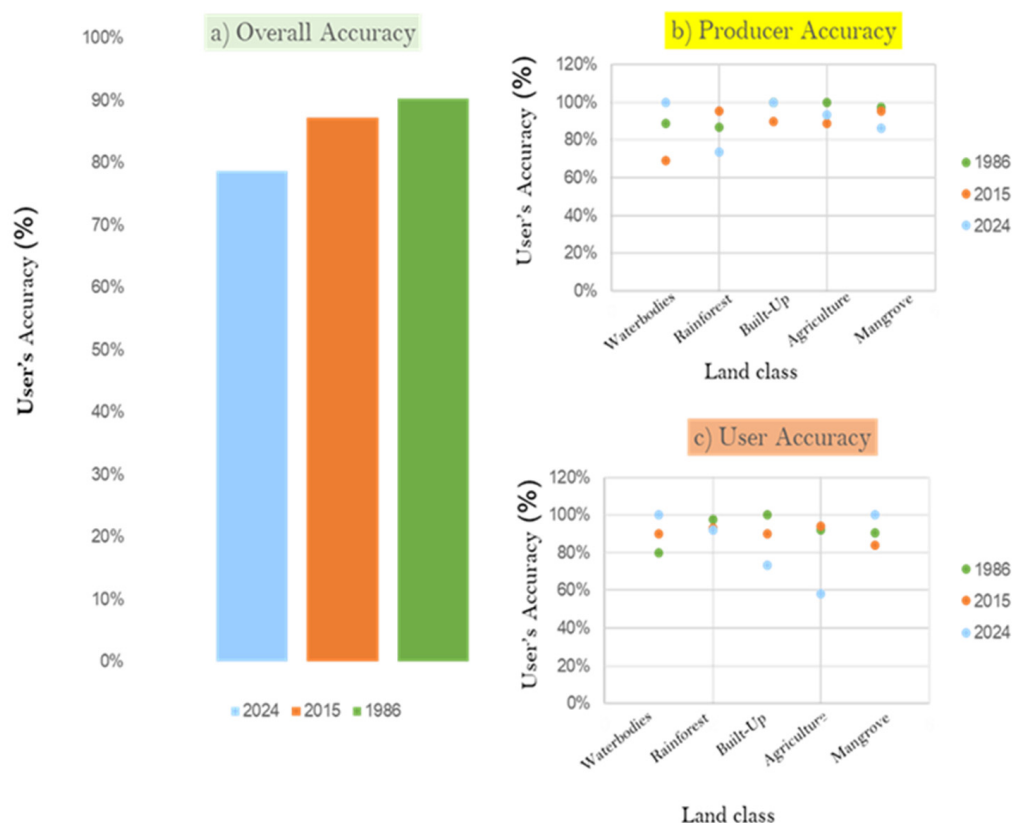 a) Overall Accuracy
User's Accuracy (%)
100%
90%
80%
70%
60%
50%
40%
30%
20%
10%
0%
2024 2015 1986
b) Producer Accuracy
User's Accuracy (%)
120%
100%
80%
60%
40%
20%
0%
Waterbodies Rainforest Built-Up Agriculture Mangrove
Land class
1986
2015
2024
c) User Accuracy
User's Accuracy (%)
120%
100%
80%
60%
40%
20%
0%
Waterbodies Rainforest Built-Up Agriculture Mangrove
Land class
1986
2015
2024